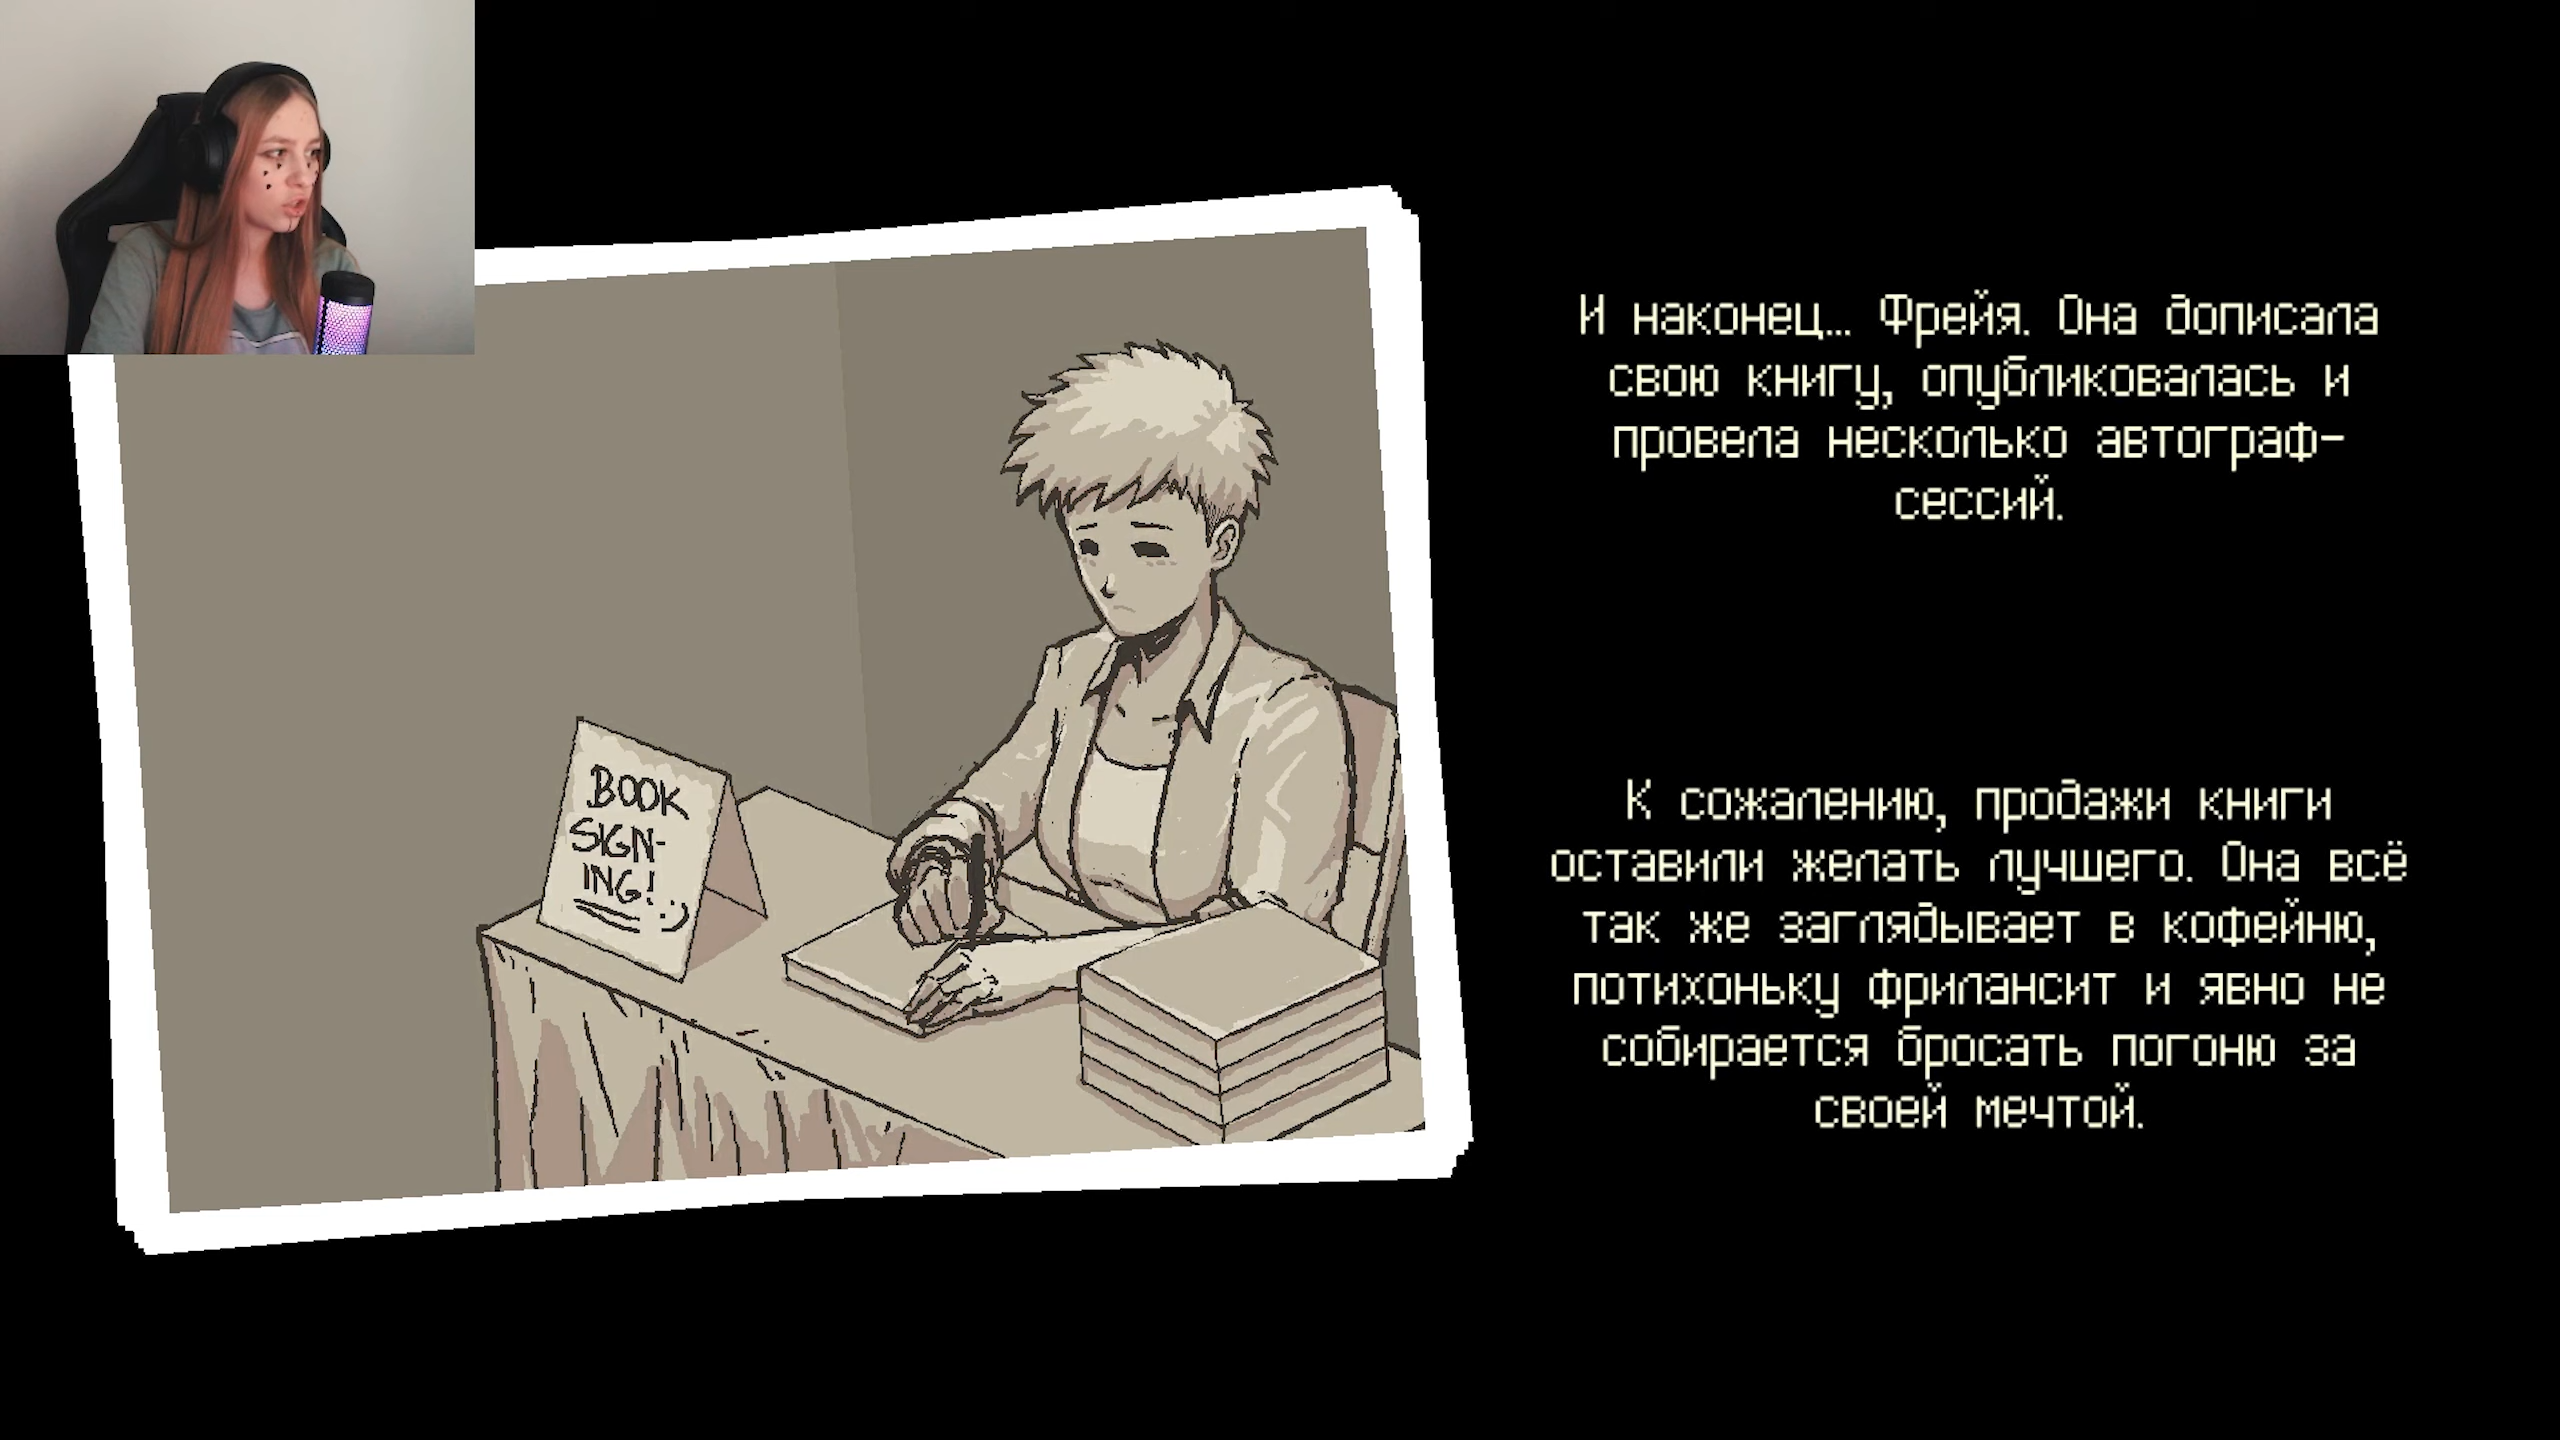 И наконец... Фрейя. Она дописала
свою книгу, опубликовалась и
провела несколько автограф-
сессий.
К сожалению, продажи книги
оставили желать лучшего. Она всё
так же заглядывает в кофейню,
потихоньку фрилансит и явно не
собирается бросать погоню за
своей мечтой.
BOOK
SIGN-
ING! :)